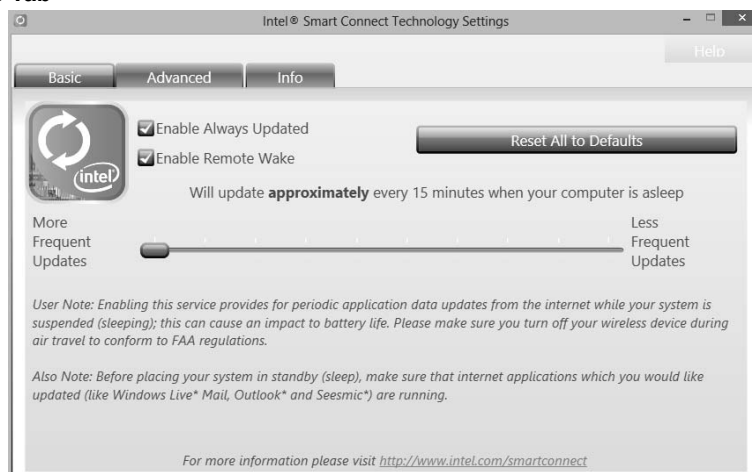 Intel® Smart Connect Technology Settings
Help
Basic Advanced Info
Enable Always Updated
Reset All to Defaults
Enable Remote Wake
intel
Will update approximately every 15 minutes when your computer is asleep
More
Frequent
Updates
Less
Frequent
Updates
User Note: Enabling this service provides for periodic application data updates from the internet while your system is
suspended (sleeping); this can cause an impact to battery life. Please make sure you turn off your wireless device during
air travel to conform to FAA regulations.
Also Note: Before placing your system in standby (sleep), make sure that internet applications which you would like
updated (like Windows Live* Mail, Outlook* and Seesmic*) are running.
For more information please visit http://www.intel.com/smartconnect